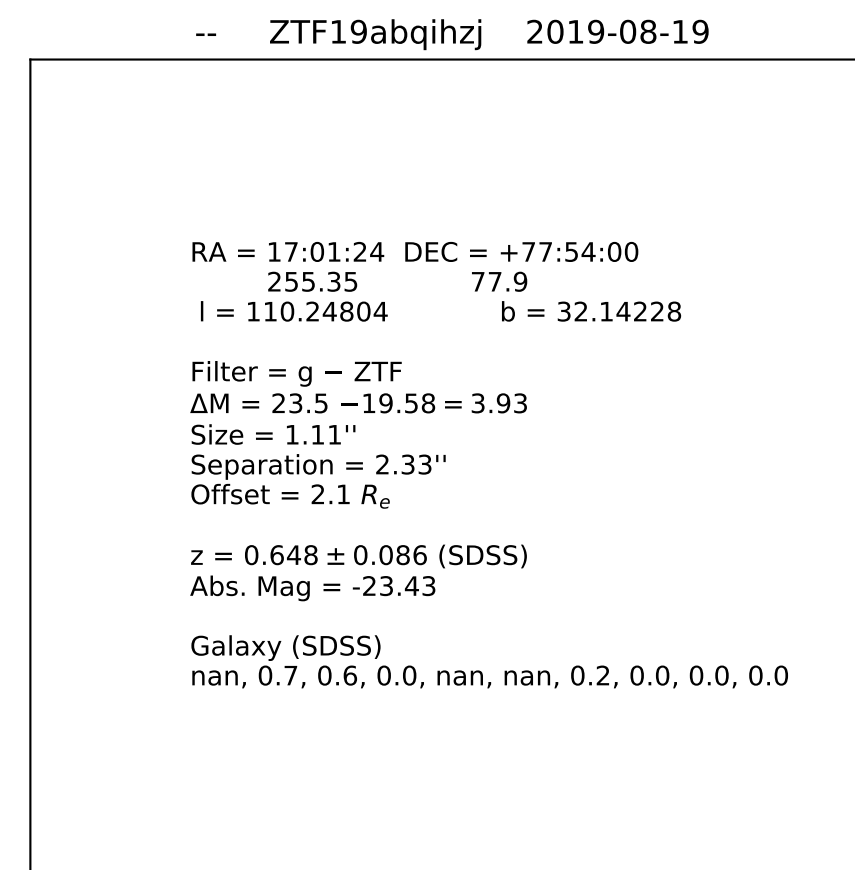 -- ZTF19abqihzj 2019-08-19
RA = 17:01:24 DEC = +77:54:00
255.35 77.9
l = 110.24804 b = 32.14228
Filter = g − ZTF
ΔM = 23.5 −19.58 = 3.93
Size = 1.11''
Separation = 2.33''
Offset = 2.1 Re
z = 0.648 ± 0.086 (SDSS)
Abs. Mag = -23.43
Galaxy (SDSS)
nan, 0.7, 0.6, 0.0, nan, nan, 0.2, 0.0, 0.0, 0.0